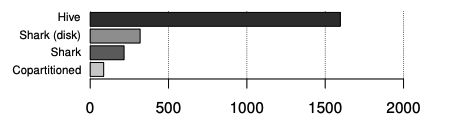 Hive
Shark (disk)
Shark
Copartitioned
0 500 1000 1500 2000